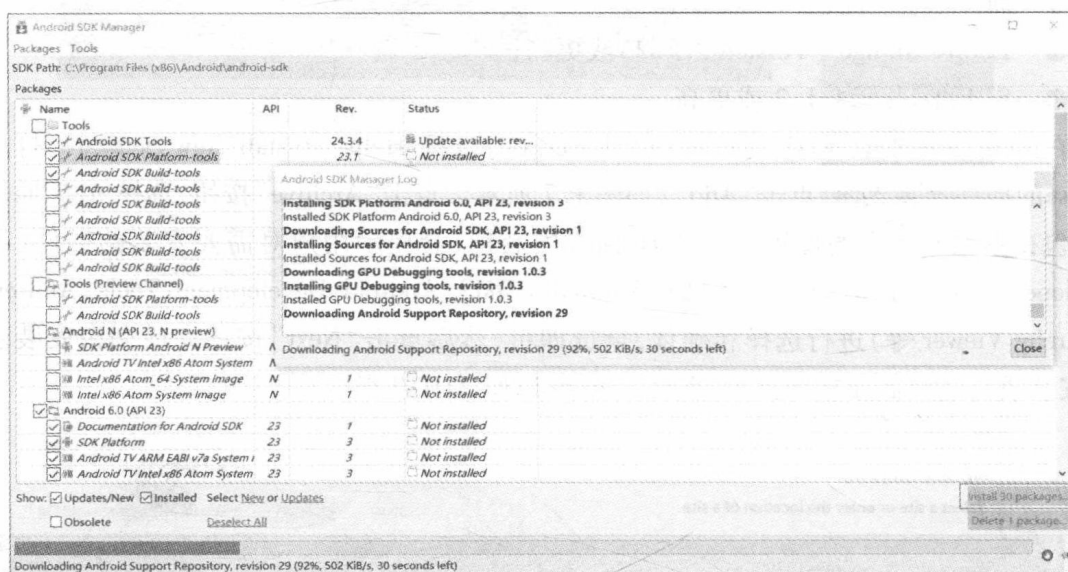 Android SDK Manager
Packages Tools
SDK Path: C:\Program Files (x86)\Android\android-sdk
Packages
Name API Rev. Status
Tools
Android SDK Tools 24.3.4 Update available: rev...
Android SDK Platform-tools 23.1 Not installed
Android SDK Build-tools
Android SDK Build-tools
Android SDK Build-tools
Android SDK Build-tools
Android SDK Build-tools
Android SDK Build-tools
Android SDK Build-tools
Tools (Preview Channel)
Android SDK Platform-tools
Android SDK Build-tools
Android N (API 23, N preview)
SDK Platform Android N Preview
Android TV Intel x86 Atom System
Intel x86 Atom_64 System Image N 1 Not installed
Intel x86 Atom System Image N 1 Not installed
Android 6.0 (API 23)
Documentation for Android SDK 23 1 Not installed
SDK Platform 23 3 Not installed
Android TV ARM EABI v7a System I 23 3 Not installed
Android TV Intel x86 Atom System 23 3 Not installed
Android SDK Manager Log
Installing SDK Platform Android 6.0, API 23, revision 3
Installed SDK Platform Android 6.0, API 23, revision 3
Downloading Sources for Android SDK, API 23, revision 1
Installing Sources for Android SDK, API 23, revision 1
Installed Sources for Android SDK, API 23, revision 1
Downloading GPU Debugging tools, revision 1.0.3
Installing GPU Debugging tools, revision 1.0.3
Installed GPU Debugging tools, revision 1.0.3
Downloading Android Support Repository, revision 29
Downloading Android Support Repository, revision 29 (92%, 502 KiB/s, 30 seconds left)
Close
Show: Updates/New Installed Select New or Updates
Install 30 packages...
Obsolete Deselect All
Delete 1 package...
Downloading Android Support Repository, revision 29 (92%, 502 KiB/s, 30 seconds left)